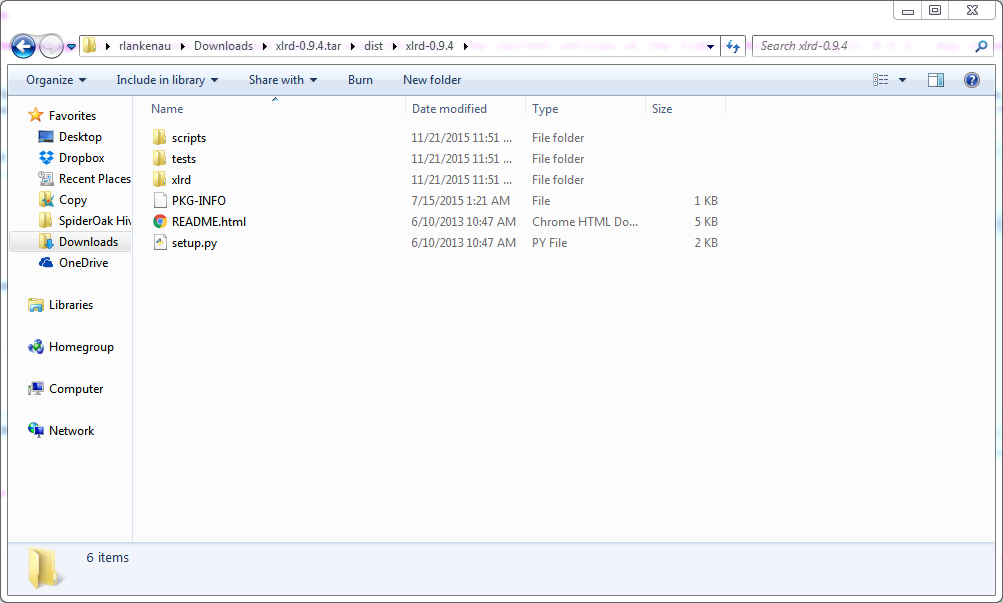 rlankenau Downloads xlrd-0.9.4.tar dist xlrd-0.9.4 Search xlrd-0.9.4
Organize Include in library Share with Burn New folder
Favorites
Desktop
Dropbox
Recent Places
Copy
SpiderOak Hiv
Downloads
OneDrive
Libraries
Homegroup
Computer
Network
Name Date modified Type Size
scripts 11/21/2015 11:51 ... File folder
tests 11/21/2015 11:51 ... File folder
xlrd 11/21/2015 11:51 ... File folder
PKG-INFO 7/15/2015 1:21 AM File 1 KB
README.html 6/10/2013 10:47 AM Chrome HTML Do... 5 KB
setup.py 6/10/2013 10:47 AM PY File 2 KB
6 items